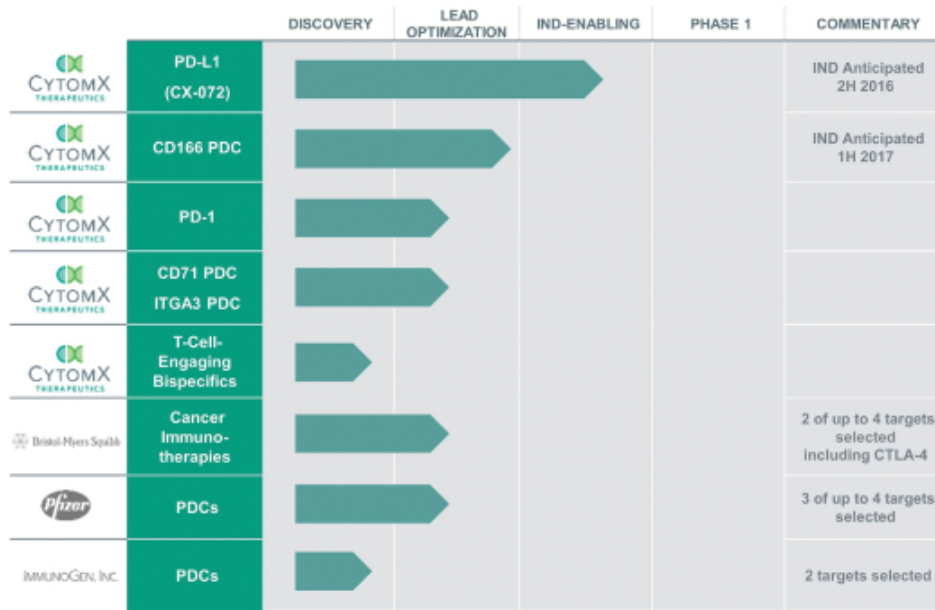 DISCOVERY
LEAD
OPTIMIZATION
IND-ENABLING
PHASE 1
COMMENTARY
CYTOMX
THERAPEUTICS
PD-L1
(CX-072)
IND Anticipated
2H 2016
CYTOMX
THERAPEUTICS
CD166 PDC
IND Anticipated
1H 2017
CYTOMX
THERAPEUTICS
PD-1
CYTOMX
THERAPEUTICS
CD71 PDC
ITGA3 PDC
CYTOMX
THERAPEUTICS
T-Cell-
Engaging
Bispecifics
Bristol-Myers Squibb
Cancer
Immuno-
therapies
2 of up to 4 targets
selected
including CTLA-4
Pfizer
PDCs
3 of up to 4 targets
selected
IMMUNOGEN, INC.
PDCs
2 targets selected